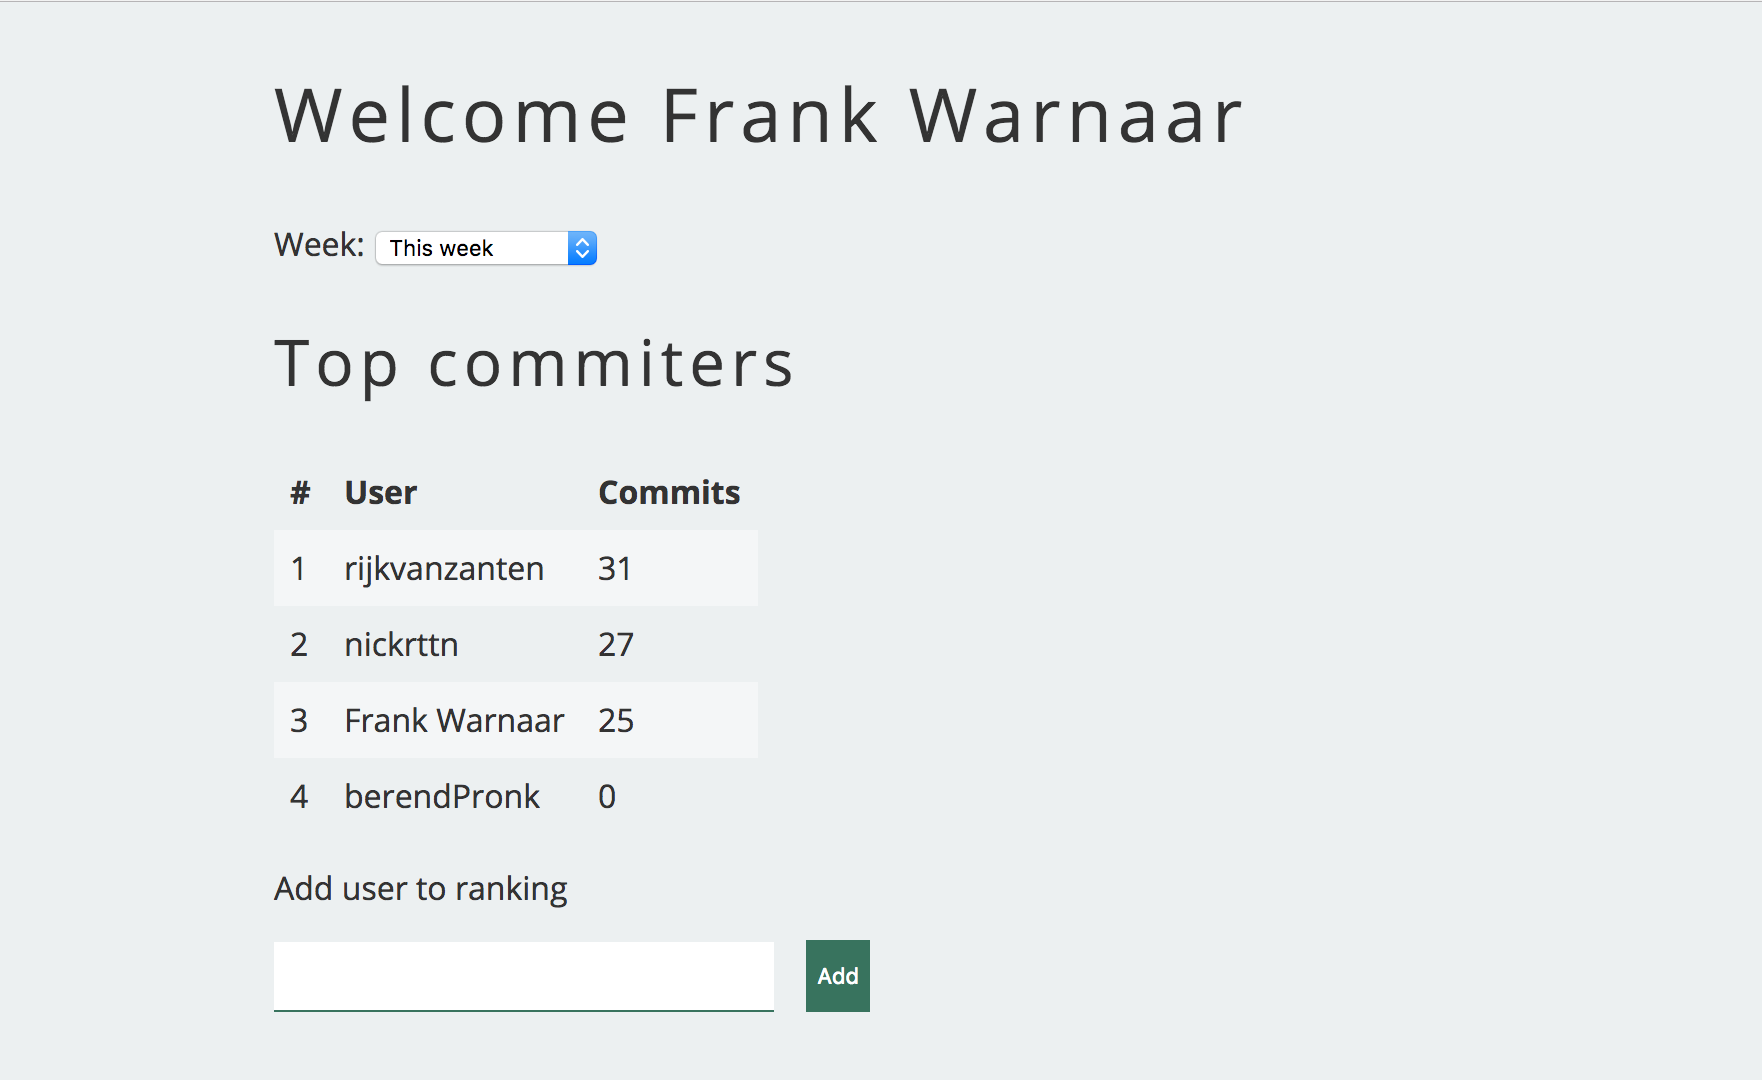 Welcome Frank Warnaar
Week: This week
Top commiters
# User Commits
1 rijkvanzanten 31
2 nickrttn 27
3 Frank Warnaar 25
4 berendPronk 0
Add user to ranking
Add